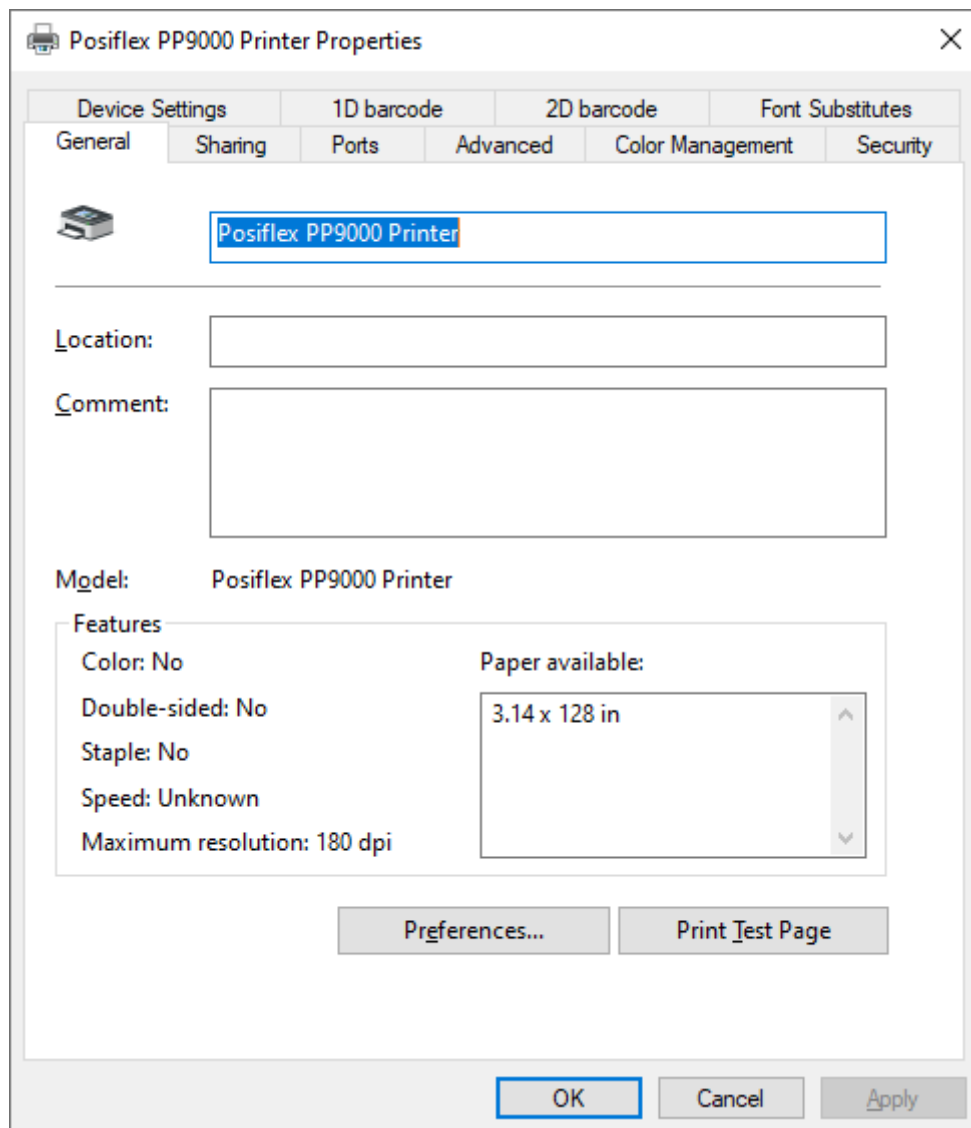 Posiflex PP9000 Printer Properties
Device Settings 1D barcode 2D barcode Font Substitutes
General Sharing Ports Advanced Color Management Security
Posiflex PP9000 Printer
Location:
Comment:
Model: Posiflex PP9000 Printer
Features
Color: No Paper available:
Double-sided: No 3.14 x 128 in
Staple: No
Speed: Unknown
Maximum resolution: 180 dpi
Preferences... Print Test Page
OK Cancel Apply